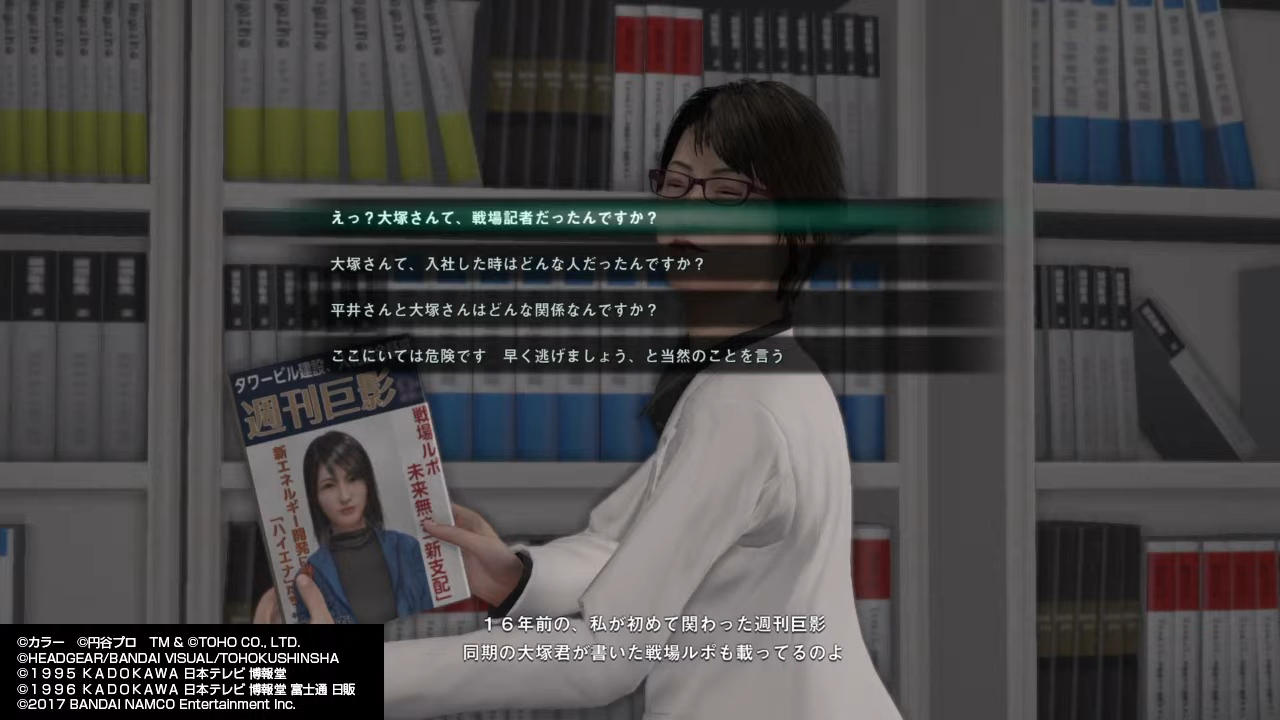 えっ？大塚さんて、戦場記者だったんですか？
大塚さんて、入社した時はどんな人だったんですか？
平井さんと大塚さんはどんな関係なんですか？
ここにいては危険です　早く逃げましょう、と当然のことを言う
タワービル建設
週刊巨影
戦場ルポ
未来無
新支配」
新エネルギー開発
「ハイエナ」
１６年前の、私が初めて関わった週刊巨影
同期の大塚君が書いた戦場ルポも載ってるのよ
©カラー　©円谷プロ　TM & ©TOHO CO., LTD.
©HEADGEAR/BANDAI VISUAL/TOHOKUSHINSHA
©1995 KADOKAWA 日本テレビ 博報堂
©1996 KADOKAWA 日本テレビ 博報堂 富士通 日販
©2017 BANDAI NAMCO Entertainment Inc.